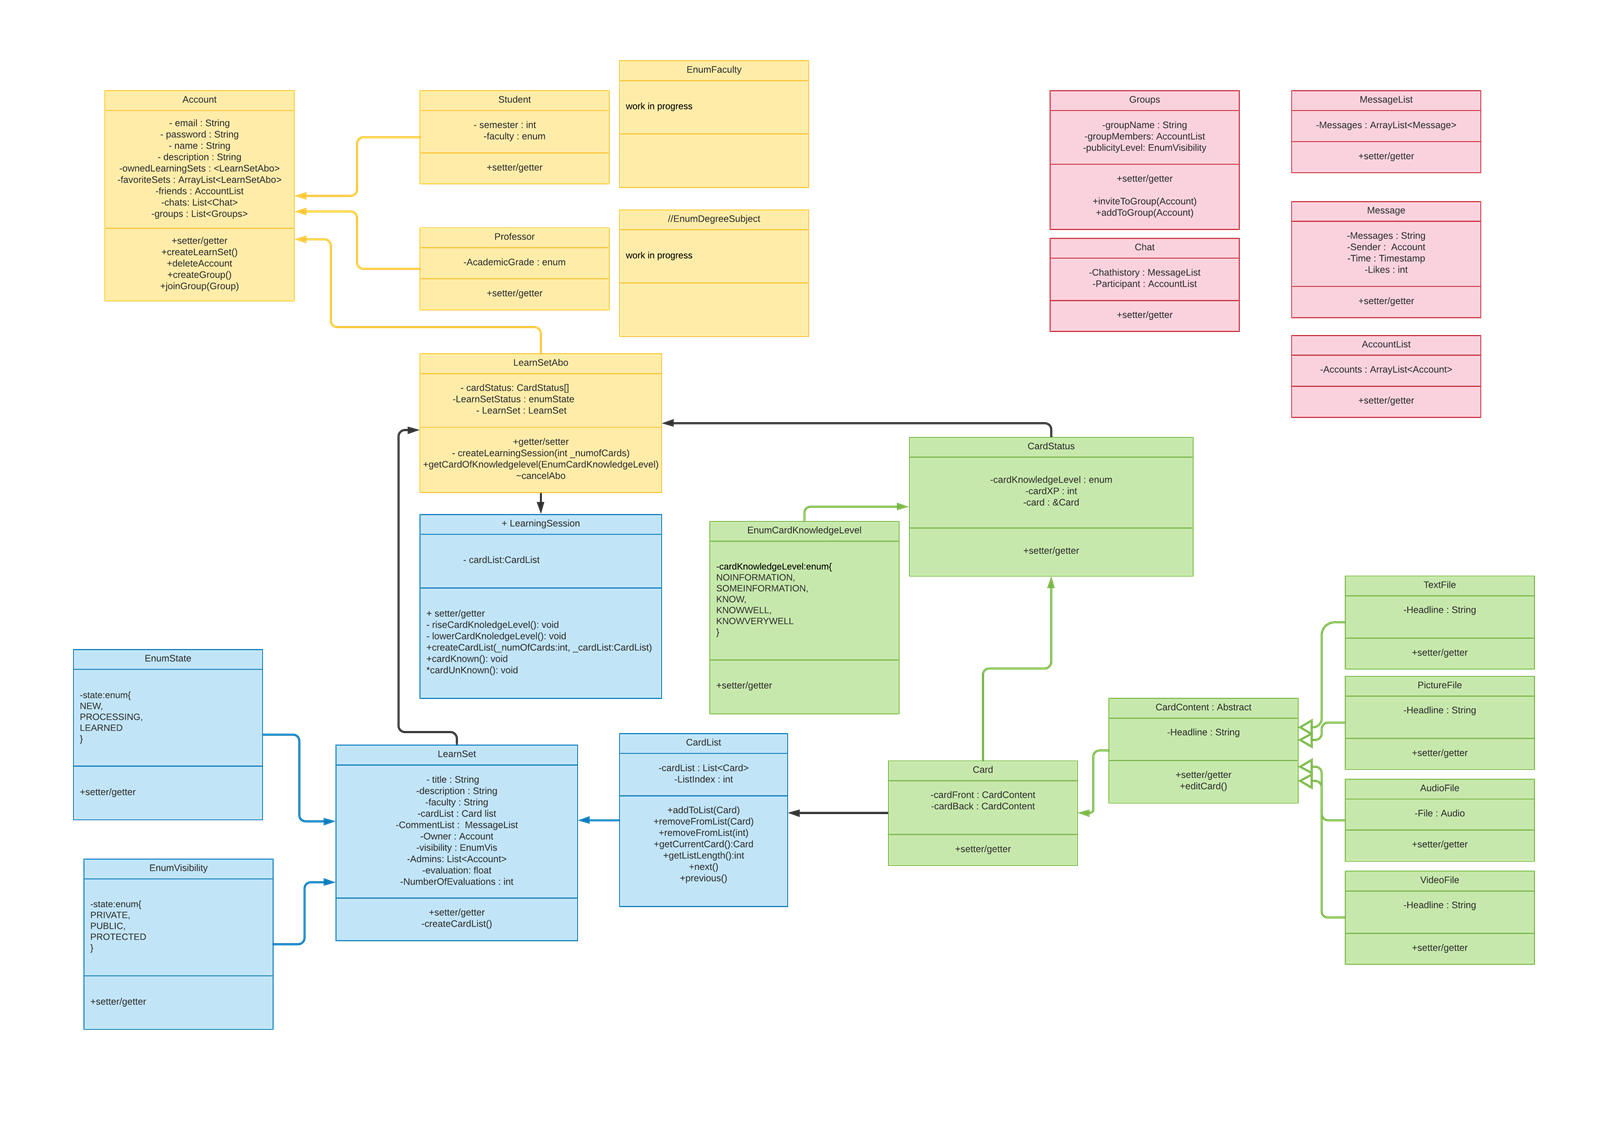 Account
- email : String
- password : String
- name : String
- description : String
-ownedLearningSets : <LearnSetAbo>
-favoriteSets : ArrayList<LearnSetAbo>
-friends : AccountList
-chats: List<Chat>
-groups : List<Groups>
+setter/getter
+createLearnSet()
+deleteAccount
+createGroup()
+joinGroup(Group)
Student
- semester : int
-faculty : enum
+setter/getter
Professor
-AcademicGrade : enum
+setter/getter
EnumFaculty
work in progress
//EnumDegreeSubject
work in progress
Groups
-groupName : String
-groupMembers: AccountList
-publicityLevel: EnumVisibility
+setter/getter
+inviteToGroup(Account)
+addToGroup(Account)
Chat
-Chathistory : MessageList
-Participant : AccountList
+setter/getter
MessageList
-Messages : ArrayList<Message>
+setter/getter
Message
-Messages : String
-Sender : Account
-Time : Timestamp
-Likes : int
+setter/getter
AccountList
-Accounts : ArrayList<Account>
+setter/getter
LearnSetAbo
- cardStatus: CardStatus[]
-LearnSetStatus : enumState
- LearnSet : LearnSet
+getter/setter
- createLearningSession(int _numofCards)
+getCardOfKnowledgelevel(EnumCardKnowledgeLevel)
~cancelAbo
+ LearningSession
- cardList:CardList
+ setter/getter
- riseCardKnoledgeLevel(): void
- lowerCardKnoledgeLevel(): void
+createCardList(_numOfCards:int, _cardList:CardList)
+cardKnown(): void
*cardUnKnown(): void
CardStatus
-cardKnowledgeLevel : enum
-cardXP : int
-card : &Card
+setter/getter
EnumCardKnowledgeLevel
-cardKnowledgeLevel:enum{
NOINFORMATION,
SOMEINFORMATION,
KNOW,
KNOWWELL,
KNOWVERYWELL
}
+setter/getter
EnumState
-state:enum{
NEW,
PROCESSING,
LEARNED
}
+setter/getter
EnumVisibility
-state:enum{
PRIVATE,
PUBLIC,
PROTECTED
}
+setter/getter
LearnSet
- title : String
-description : String
-faculty : String
-cardList : Card list
-CommentList : MessageList
-Owner : Account
-visibility : EnumVis
-Admins: List<Account>
-evaluation: float
-NumberOfEvaluations : int
+setter/getter
-createCardList()
CardList
-cardList : List<Card>
-ListIndex : int
+addToList(Card)
+removeFromList(Card)
+removeFromList(int)
+getCurrentCard():Card
+getListLength():int
+next()
+previous()
Card
-cardFront : CardContent
-cardBack : CardContent
+setter/getter
CardContent : Abstract
-Headline : String
+setter/getter
+editCard()
TextFile
-Headline : String
+setter/getter
PictureFile
-Headline : String
+setter/getter
AudioFile
-File : Audio
+setter/getter
VideoFile
-Headline : String
+setter/getter